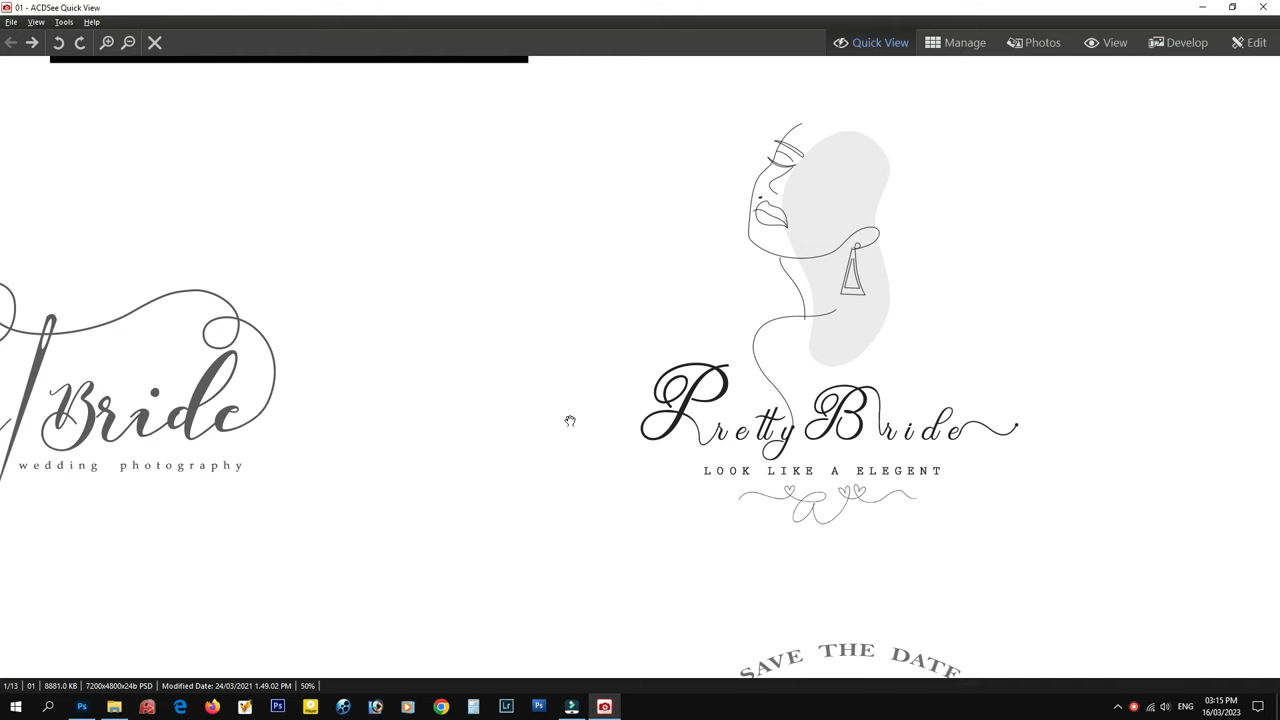 01 - ACDSee Quick View
File View Tools Help
Quick View Manage Photos View Develop Edit
Bride
wedding photography
Pretty Bride
LOOK LIKE A ELEGENT
SAVE THE DATE
1/13 01 8881.0 KB 7200x4800x24b PSD Modified Date: 24/03/2021 1.49.02 PM 50%
03:15 PM
ENG
16/03/2023